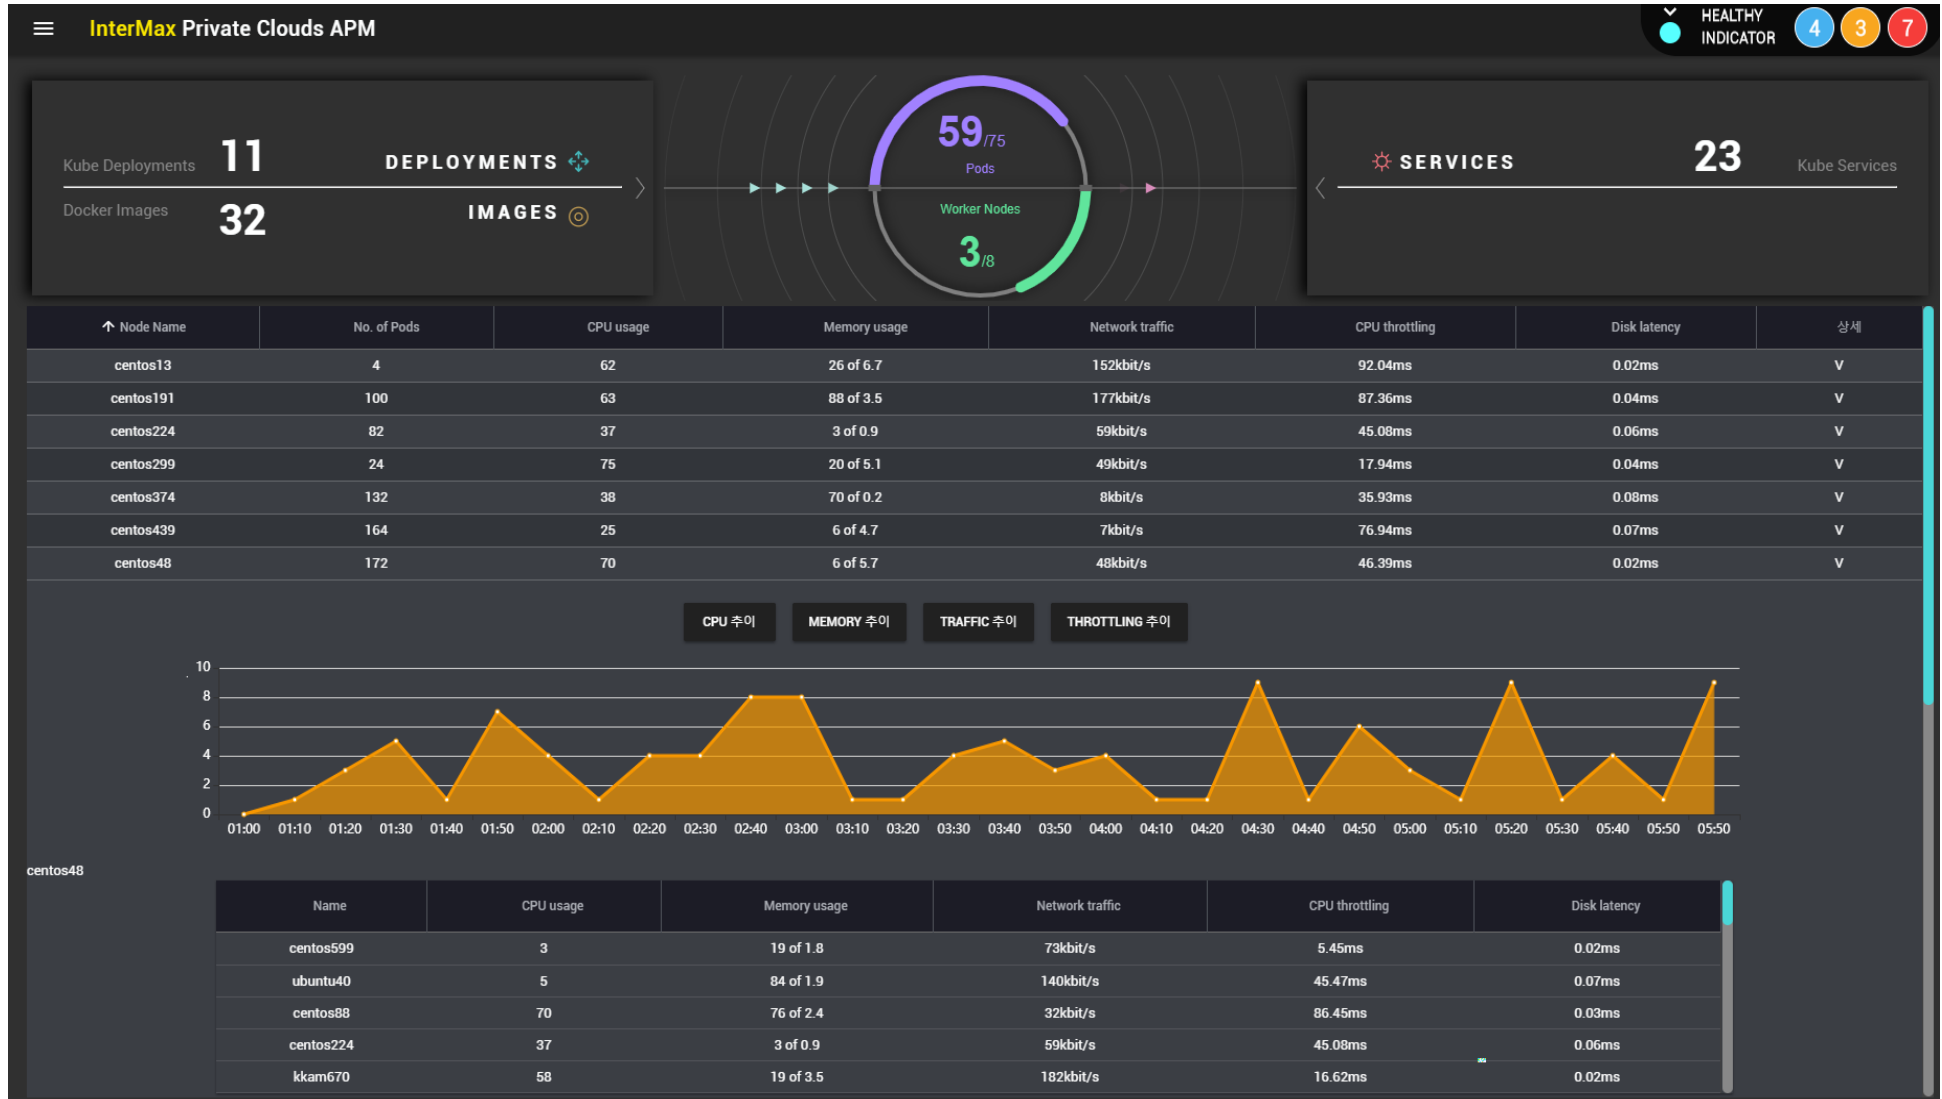 InterMax Private Clouds APM
HEALTHY
INDICATOR
4 3 7
Kube Deployments 11 DEPLOYMENTS
Docker Images 32 IMAGES
59/75
Pods
Worker Nodes
3/8
SERVICES 23 Kube Services
Node Name No. of Pods CPU usage Memory usage Network traffic CPU throttling Disk latency 상세
centos13 4 62 26 of 6.7 152kbit/s 92.04ms 0.02ms V
centos191 100 63 88 of 3.5 177kbit/s 87.36ms 0.04ms V
centos224 82 37 3 of 0.9 59kbit/s 45.08ms 0.06ms V
centos299 24 75 20 of 5.1 49kbit/s 17.94ms 0.04ms V
centos374 132 38 70 of 0.2 8kbit/s 35.93ms 0.08ms V
centos439 164 25 6 of 4.7 7kbit/s 76.94ms 0.07ms V
centos48 172 70 6 of 5.7 48kbit/s 46.39ms 0.02ms V
CPU 추이 MEMORY 추이 TRAFFIC 추이 THROTTLING 추이
10
8
6
4
2
0
01:00 01:10 01:20 01:30 01:40 01:50 02:00 02:10 02:20 02:30 02:40 03:00 03:10 03:20 03:30 03:40 03:50 04:00 04:10 04:20 04:30 04:40 04:50 05:00 05:10 05:20 05:30 05:40 05:50 05:50
centos48
Name CPU usage Memory usage Network traffic CPU throttling Disk latency
centos599 3 19 of 1.8 73kbit/s 5.45ms 0.02ms
ubuntu40 5 84 of 1.9 140kbit/s 45.47ms 0.07ms
centos88 70 76 of 2.4 32kbit/s 86.45ms 0.03ms
centos224 37 3 of 0.9 59kbit/s 45.08ms 0.06ms
kkam670 58 19 of 3.5 182kbit/s 16.62ms 0.02ms